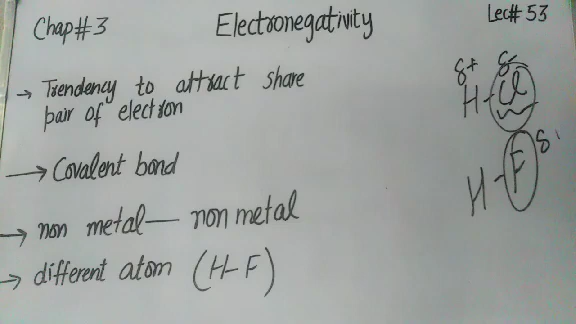 Chap#3 Electronegativity Lec# 53
→ Trendency to attract share
pair of electron
→ Covalent bond
→ non metal — non metal
→ different atom (H-F)
δ+ δ-
H-Cl
δ-
H-F